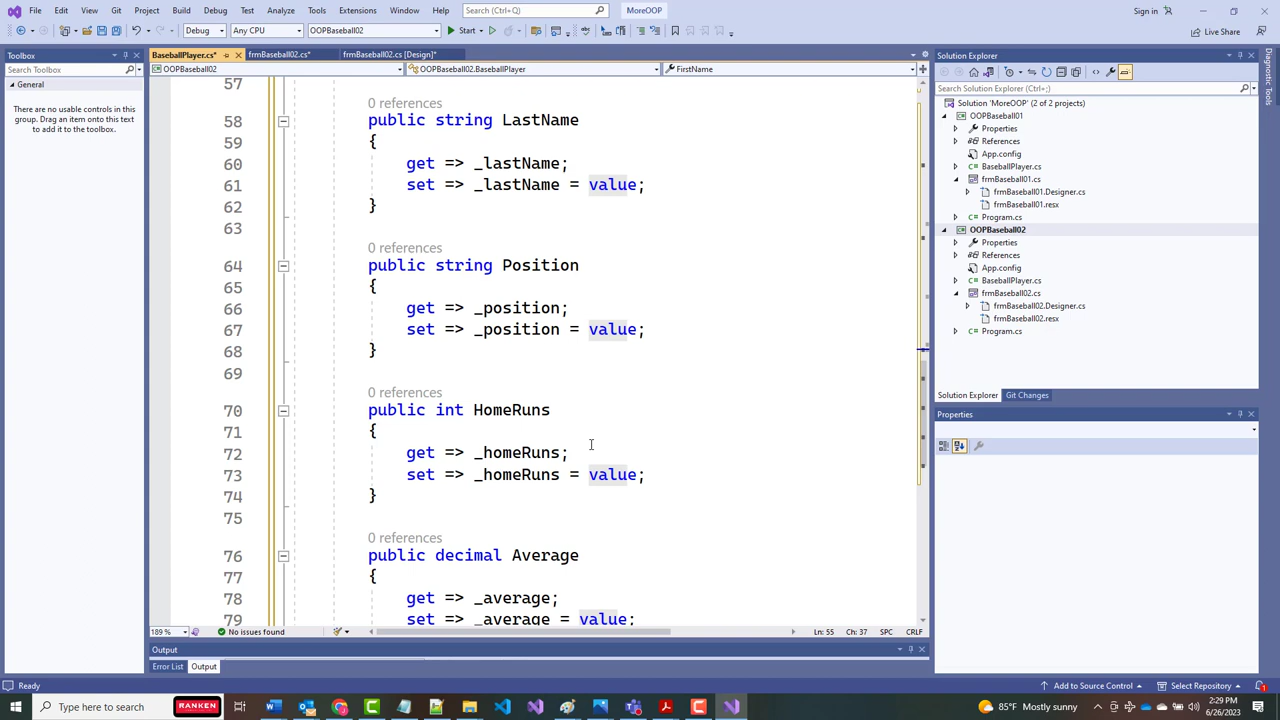 File Edit View Git Project Build Debug Test Analyze Tools Extensions Window Help Search (Ctrl+Q) MoreOOP Sign in
Debug Any CPU OOPBaseball02 Start Live Share
Toolbox
Search Toolbox
General
There are no usable controls in this
group. Drag an item onto this text
to add it to the toolbox.
BaseballPlayer.cs* frmBaseball02.cs* frmBaseball02.cs [Design]*
OOPBaseball02 OOPBaseball02.BaseballPlayer FirstName
57
0 references
58 public string LastName
59 {
60 get => _lastName;
61 set => _lastName = value;
62 }
63
0 references
64 public string Position
65 {
66 get => _position;
67 set => _position = value;
68 }
69
0 references
70 public int HomeRuns
71 {
72 get => _homeRuns;
73 set => _homeRuns = value;
74 }
75
0 references
76 public decimal Average
77 {
78 get => _average;
79 set => _average = value;
189 % No issues found Ln: 55 Ch: 37 SPC CRLF
Output
Error List Output
Solution Explorer
Search Solution Explorer (Ctrl+;)
Solution 'MoreOOP' (2 of 2 projects)
OOPBaseball01
Properties
References
App.config
BaseballPlayer.cs
frmBaseball01.cs
frmBaseball01.Designer.cs
frmBaseball01.resx
Program.cs
OOPBaseball02
Properties
References
App.config
BaseballPlayer.cs
frmBaseball02.cs
frmBaseball02.Designer.cs
frmBaseball02.resx
Program.cs
Solution Explorer Git Changes
Properties
Diagnostic Tools
Ready Add to Source Control Select Repository 1
Type here to search RANKEN 85°F Mostly sunny 2:29 PM
6/26/2023